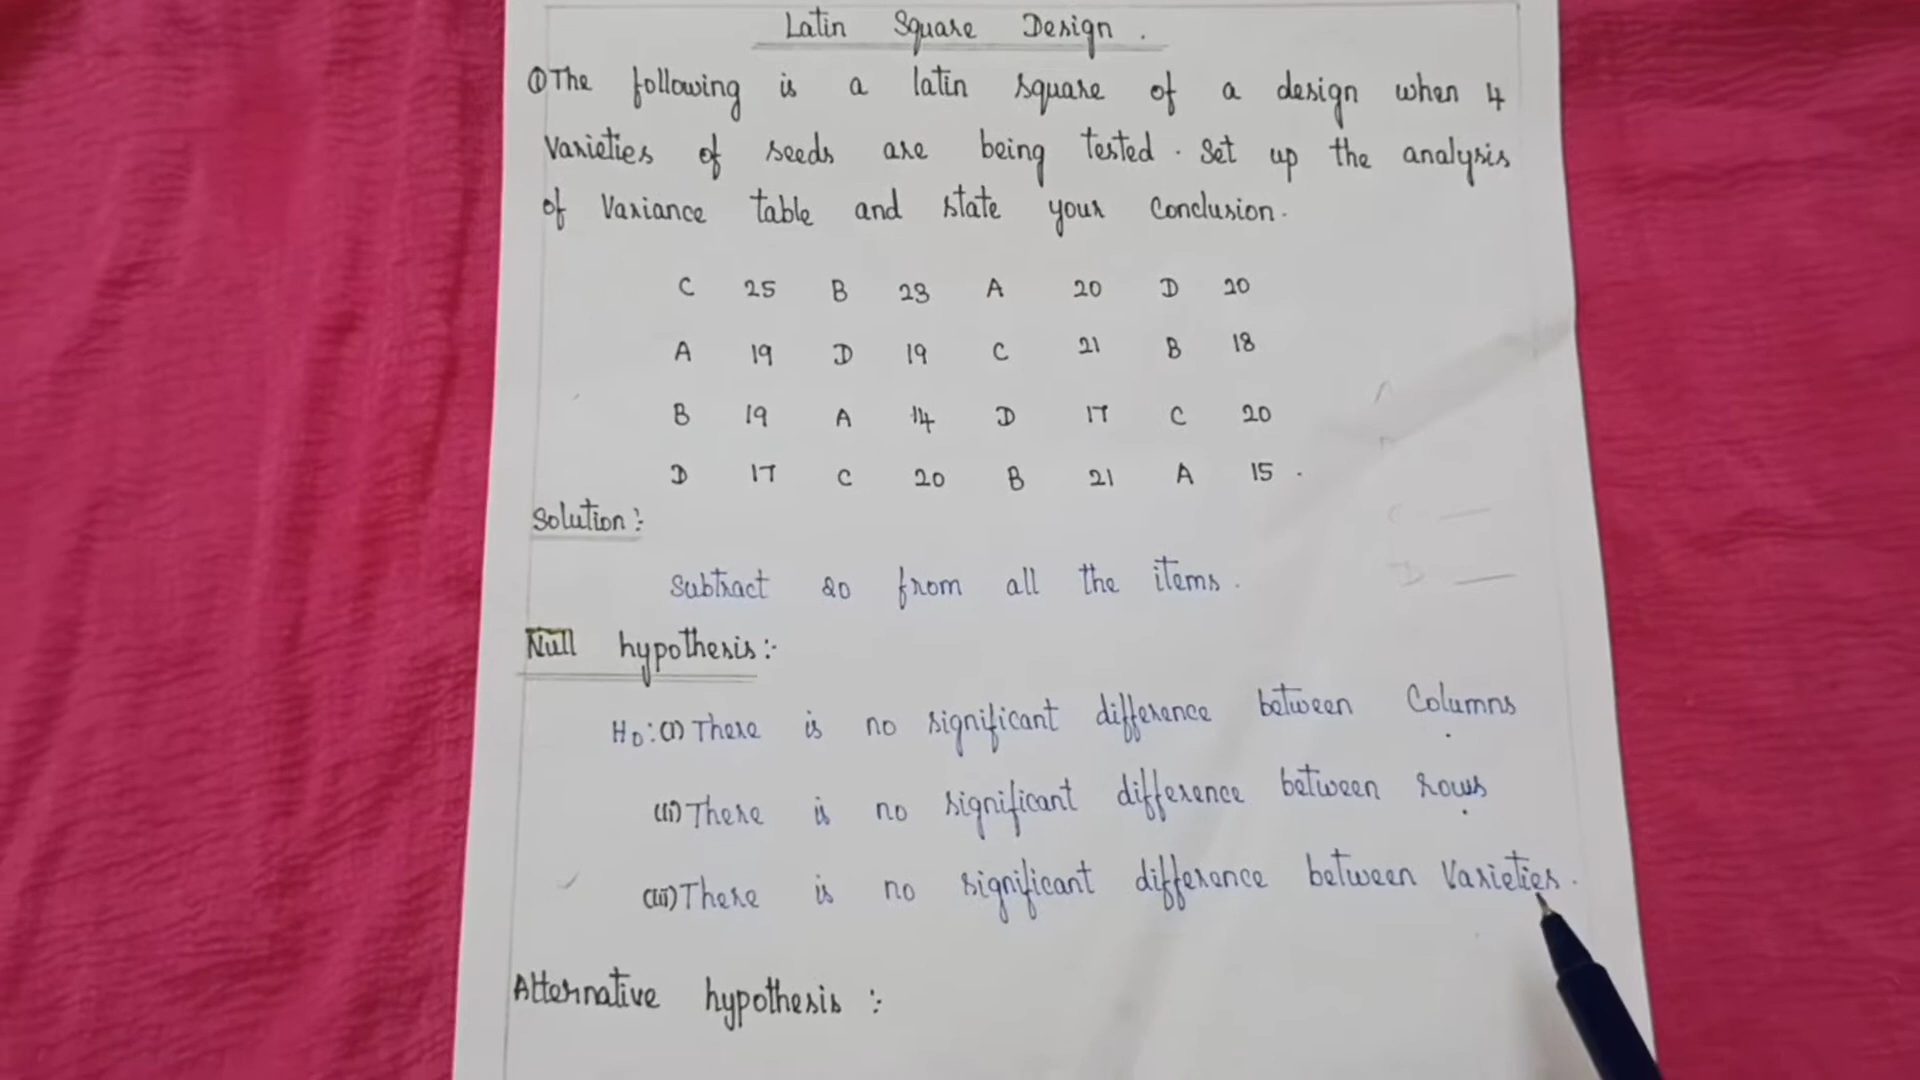 Latin Square Design.
①The following is a latin square of a design when 4
varieties of seeds are being tested. Set up the analysis
of Variance table and state your Conclusion.
C 25 B 23 A 20 D 20
A 19 D 19 C 21 B 18
B 19 A 14 D 17 C 20
D 17 C 20 B 21 A 15.
Solution:
Subtract 20 from all the items.
Null hypothesis:-
H0:(i) There is no significant difference between Columns
(ii) There is no significant difference between rows
(iii) There is no significant difference between Varieties.
Alternative hypothesis: